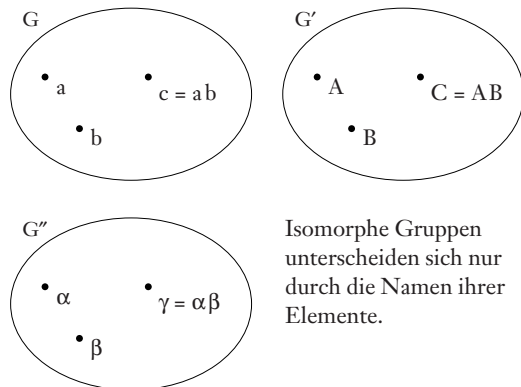 G
a
c = ab
b
G′
A
C = AB
B
G″
α
γ = αβ
β
Isomorphe Gruppen
unterscheiden sich nur
durch die Namen ihrer
Elemente.